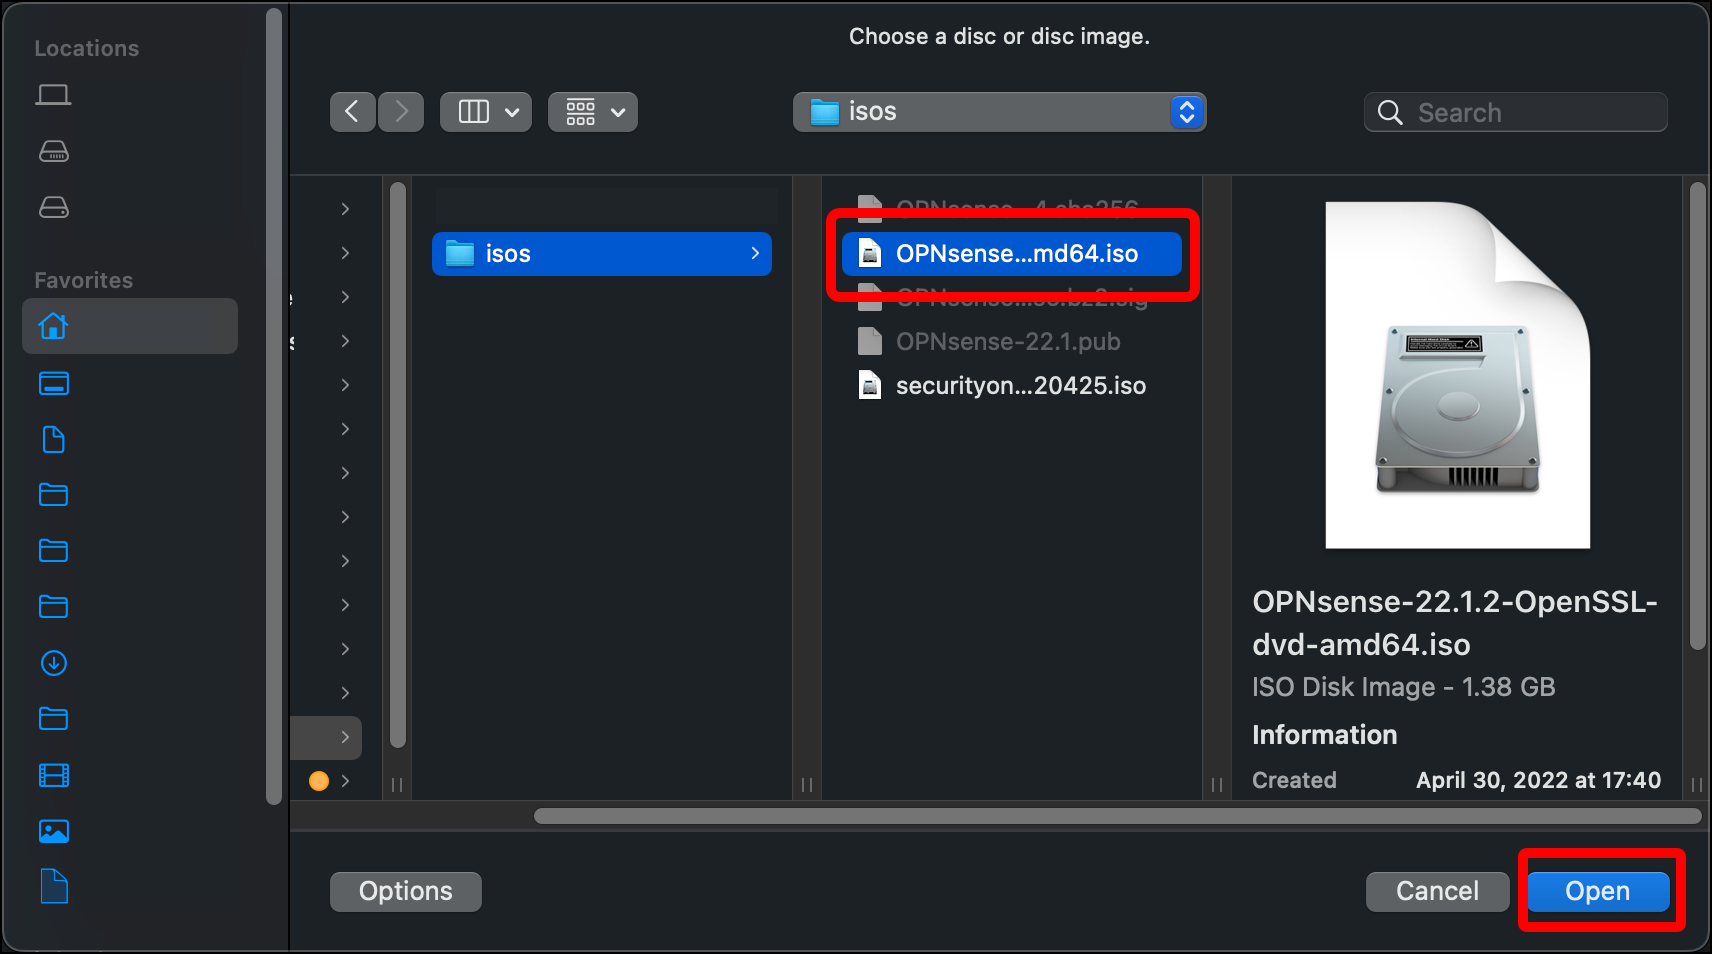 Choose a disc or disc image.
Locations
Favorites
isos
Search
isos
OPNsense...4.sha256
OPNsense...md64.iso
OPNsense...so.bz2.sig
OPNsense-22.1.pub
securityon...20425.iso
OPNsense-22.1.2-OpenSSL-
dvd-amd64.iso
ISO Disk Image - 1.38 GB
Information
Created April 30, 2022 at 17:40
Options
Cancel
Open